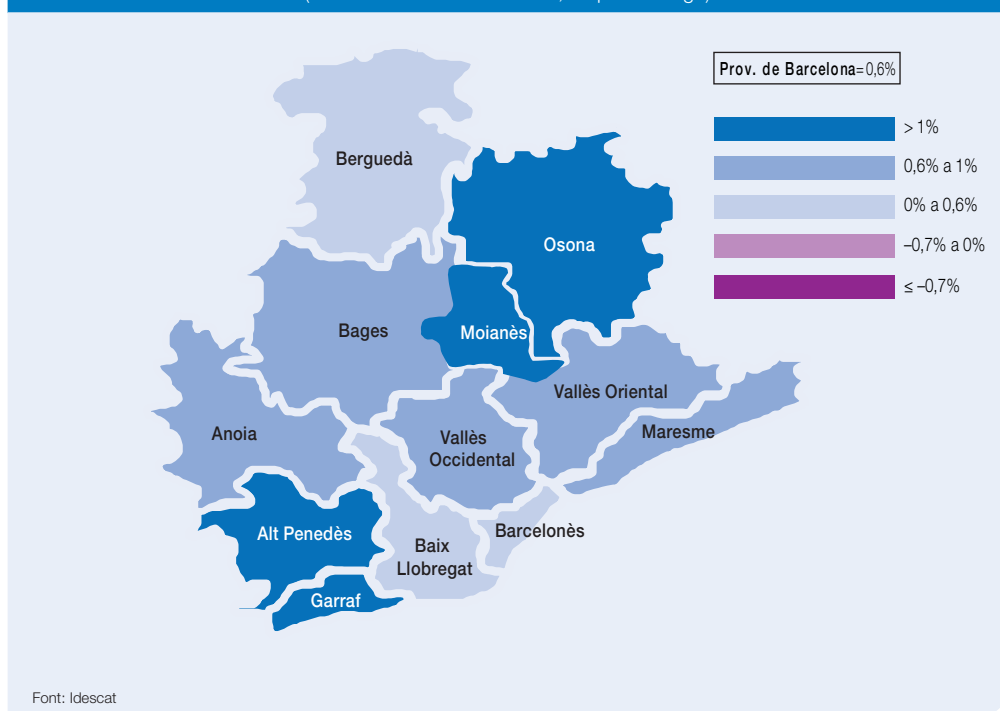 Prov. de Barcelona=0,6%
> 1%
0,6% a 1%
0% a 0,6%
–0,7% a 0%
≤ –0,7%
Berguedà
Osona
Bages
Moianès
Vallès Oriental
Maresme
Anoia
Vallès
Occidental
Alt Penedès
Baix
Llobregat
Barcelonès
Garraf
Font: Idescat